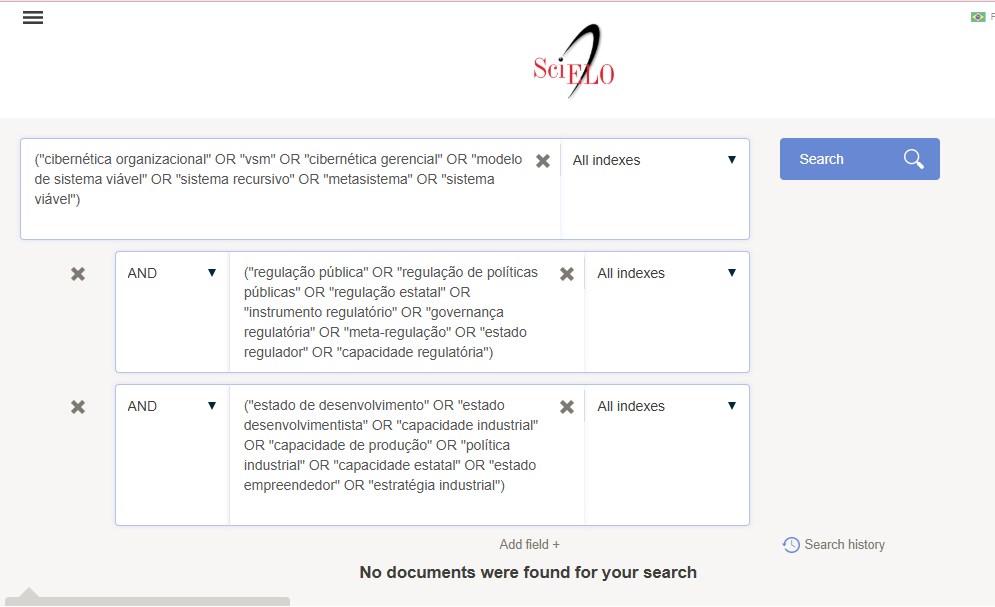 SciELO
("cibernética organizacional" OR "vsm" OR "cibernética gerencial" OR "modelo
de sistema viável" OR "sistema recursivo" OR "metasistema" OR "sistema
viável")
All indexes
Search
AND
("regulação pública" OR "regulação de políticas
públicas" OR "regulação estatal" OR
"instrumento regulatório" OR "governança
regulatória" OR "meta-regulação" OR "estado
regulador" OR "capacidade regulatória")
All indexes
AND
("estado de desenvolvimento" OR "estado
desenvolvimentista" OR "capacidade industrial"
OR "capacidade de produção" OR "política
industrial" OR "capacidade estatal" OR "estado
empreendedor" OR "estratégia industrial")
All indexes
Add field +
Search history
No documents were found for your search